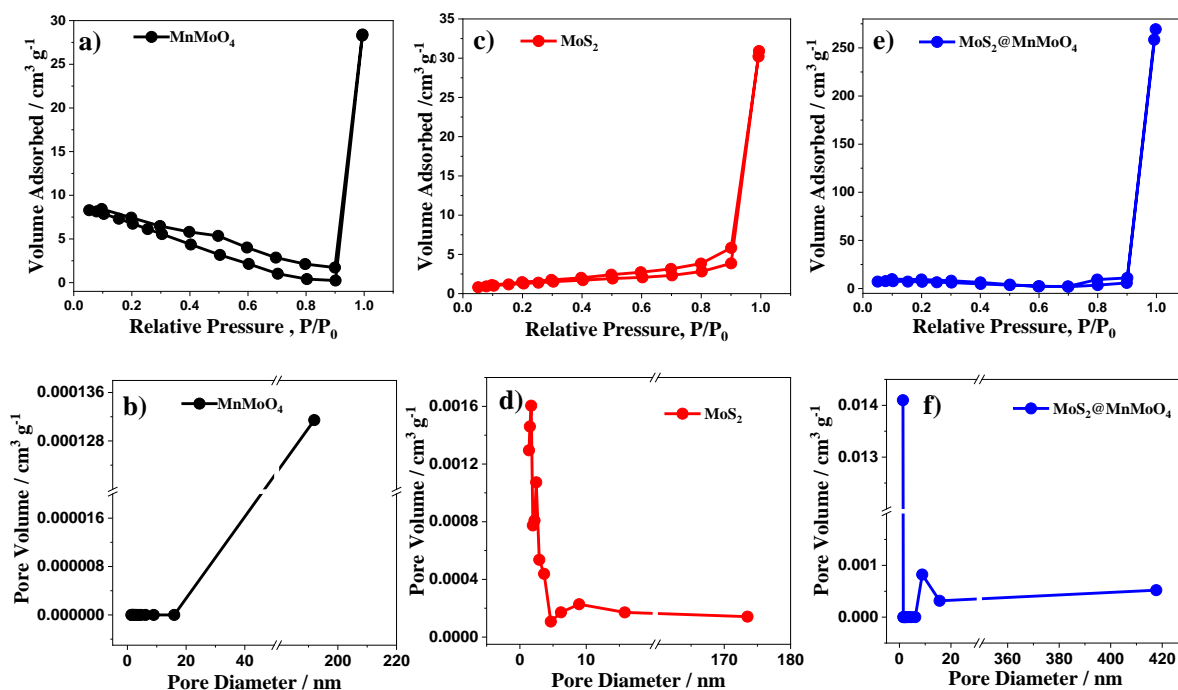 a)
MnMoO₄
30
25
20
15
10
5
0
0.0 0.2 0.4 0.6 0.8 1.0
Volume Adsorbed / cm³ g⁻¹
Relative Pressure , P/P₀
c)
MoS₂
35
30
25
20
15
10
5
0
0.0 0.2 0.4 0.6 0.8 1.0
Volume Adsorbed /cm³ g⁻¹
Relative Pressure, P/P₀
e)
MoS₂@MnMoO₄
250
200
150
100
50
0
0.0 0.2 0.4 0.6 0.8 1.0
Volume Adsorbed / cm³ g⁻¹
Relative Pressure, P/P₀
b)
MnMoO₄
0.000136
0.000128
0.000016
0.000008
0.000000
0 20 40 200 220
Pore Volume / cm³ g⁻¹
Pore Diameter / nm
d)
MoS₂
0.0016
0.0012
0.0008
0.0004
0.0000
0 10 170 180
Pore Volume / cm³ g⁻¹
Pore Diameter / nm
f)
MoS₂@MnMoO₄
0.014
0.013
0.001
0.000
0 20 360 380 400 420
Pore Volume / cm³ g⁻¹
Pore Diameter / nm